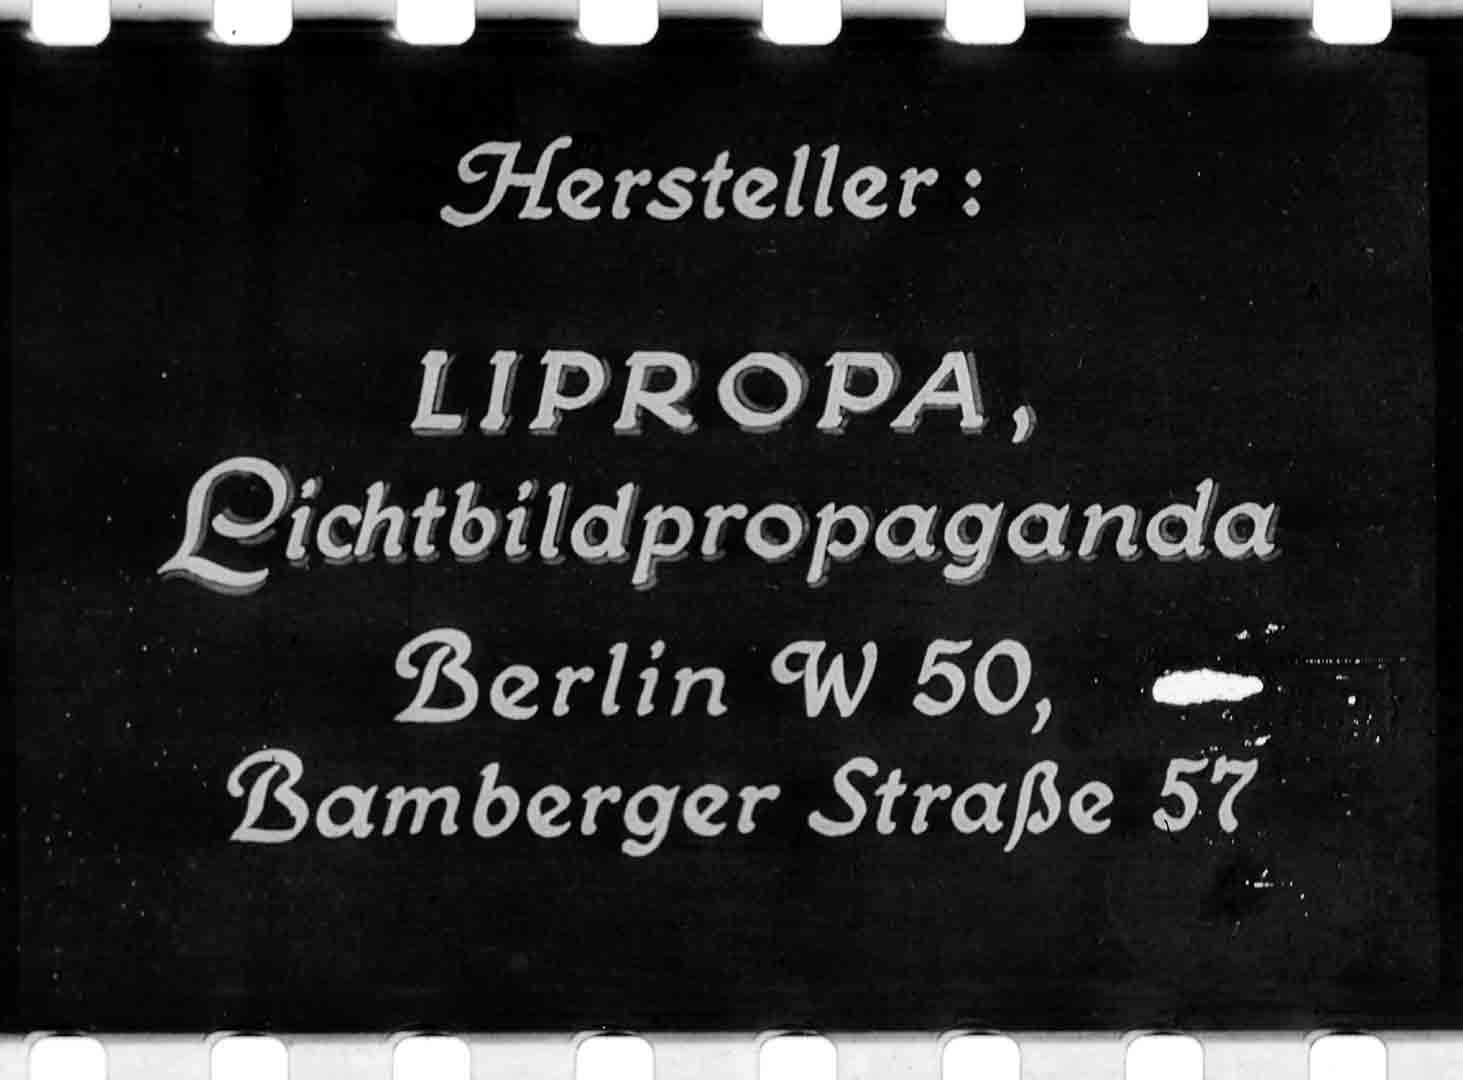 Hersteller:
LIPROPA,
Lichtbildpropaganda
Berlin W 50,
Bamberger Straße 57